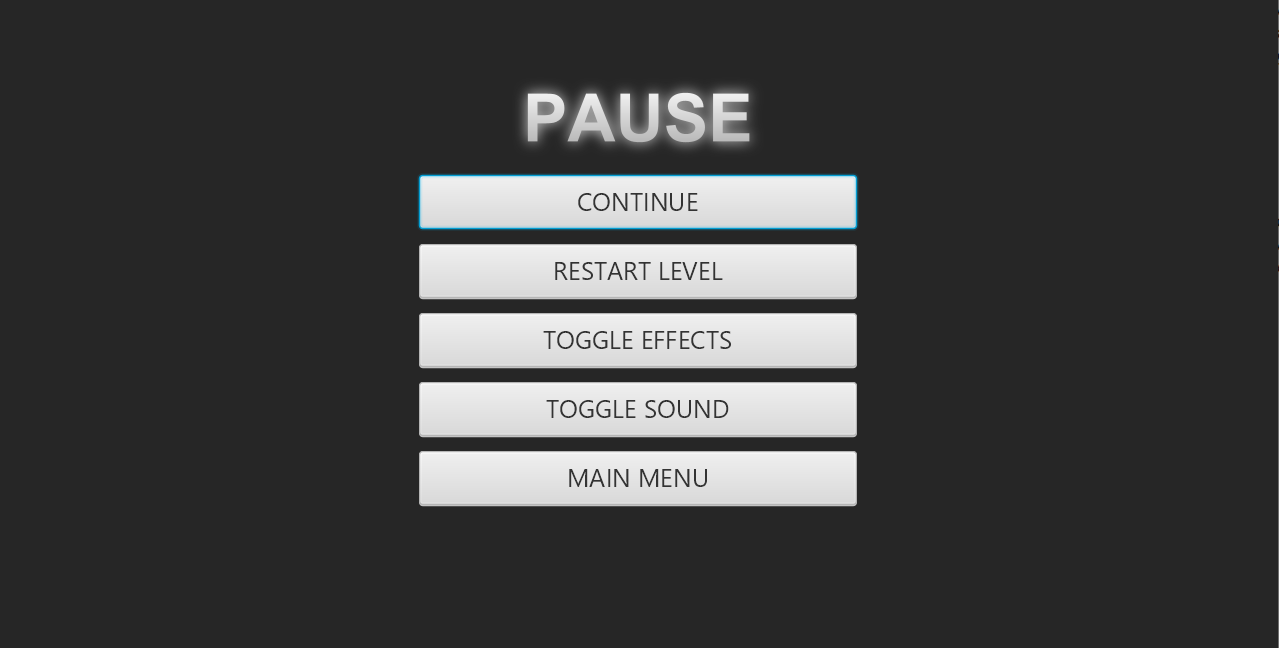 PAUSE
CONTINUE
RESTART LEVEL
TOGGLE EFFECTS
TOGGLE SOUND
MAIN MENU